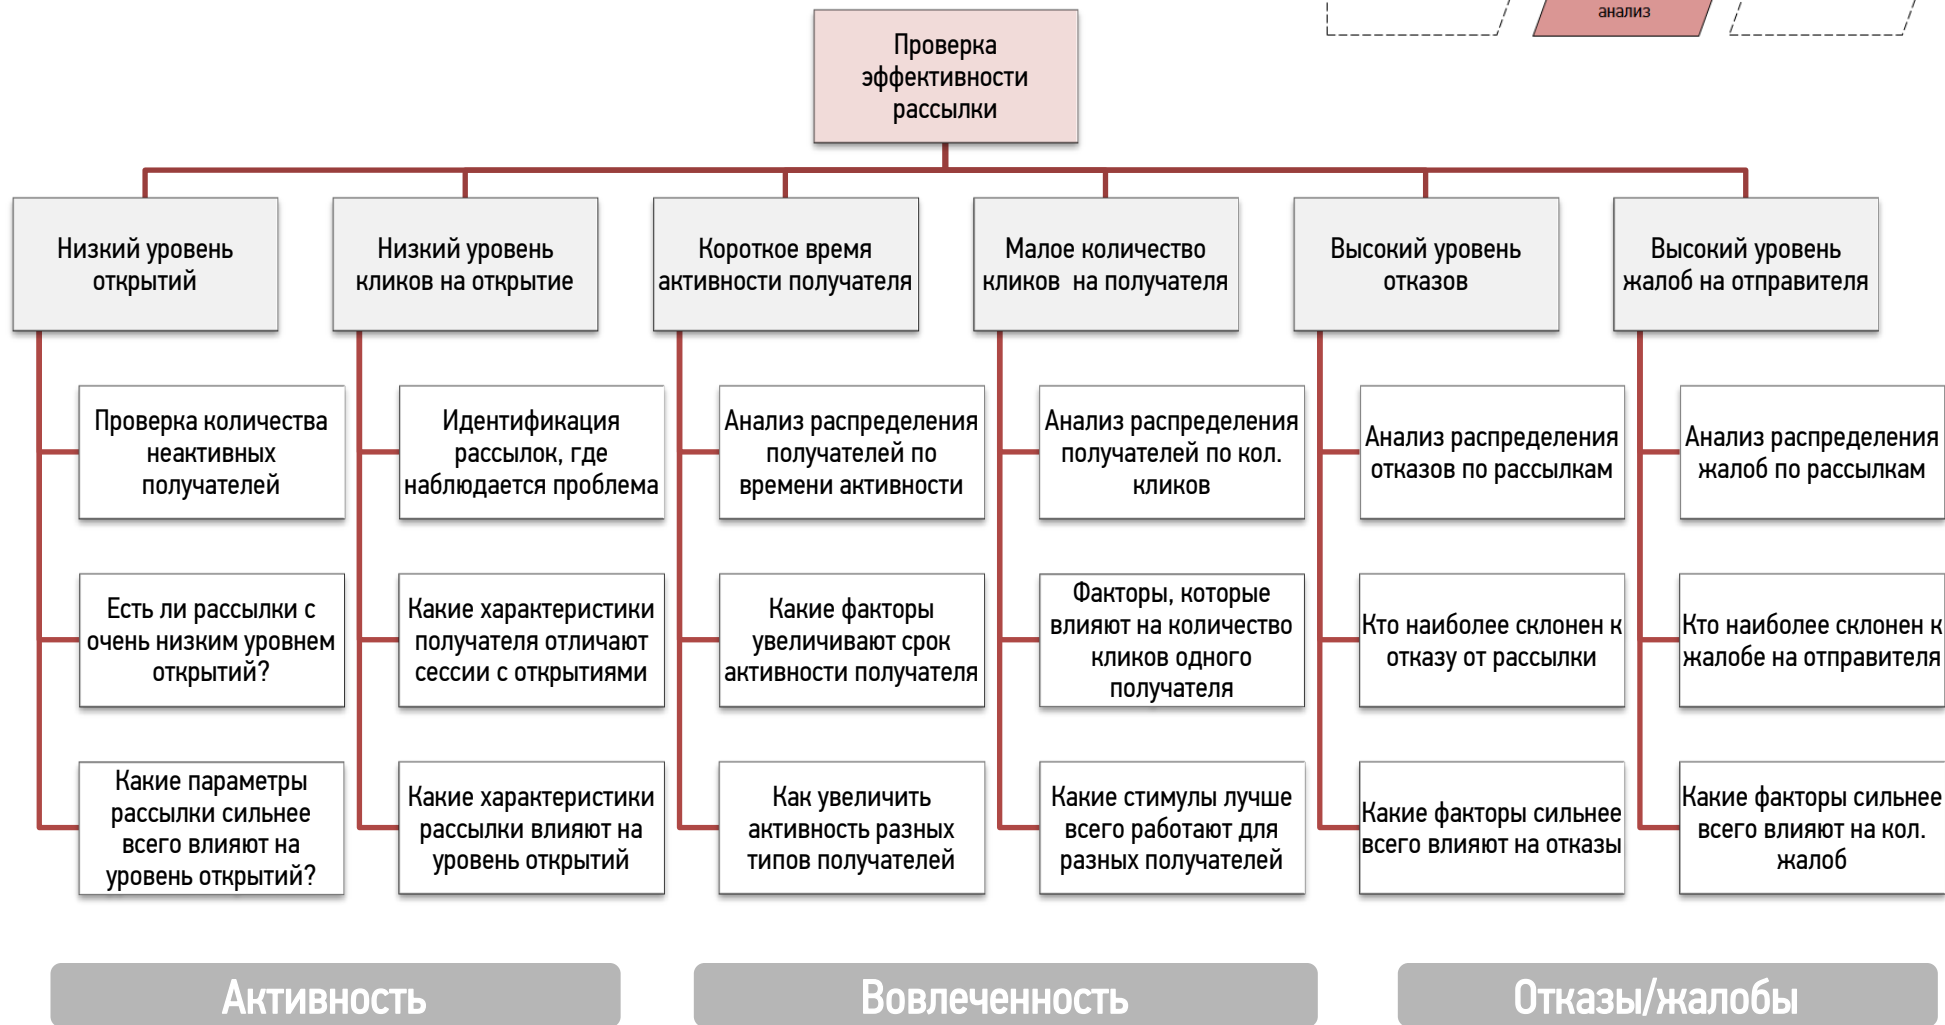 анализ
Проверка
эффективности
рассылки
Низкий уровень
открытий
Низкий уровень
кликов на открытие
Короткое время
активности получателя
Малое количество
кликов на получателя
Высокий уровень
отказов
Высокий уровень
жалоб на отправителя
Проверка количества
неактивных
получателей
Идентификация
рассылок, где
наблюдается проблема
Анализ распределения
получателей по
времени активности
Анализ распределения
получателей по кол.
кликов
Анализ распределения
отказов по рассылкам
Анализ распределения
жалоб по рассылкам
Есть ли рассылки с
очень низким уровнем
открытий?
Какие характеристики
получателя отличают
сессии с открытиями
Какие факторы
увеличивают срок
активности получателя
Факторы, которые
влияют на количество
кликов одного
получателя
Кто наиболее склонен к
отказу от рассылки
Кто наиболее склонен к
жалобе на отправителя
Какие параметры
рассылки сильнее
всего влияют на
уровень открытий?
Какие характеристики
рассылки влияют на
уровень открытий
Как увеличить
активность разных
типов получателей
Какие стимулы лучше
всего работают для
разных получателей
Какие факторы сильнее
всего влияют на отказы
Какие факторы сильнее
всего влияют на кол.
жалоб
Активность
Вовлеченность
Отказы/жалобы